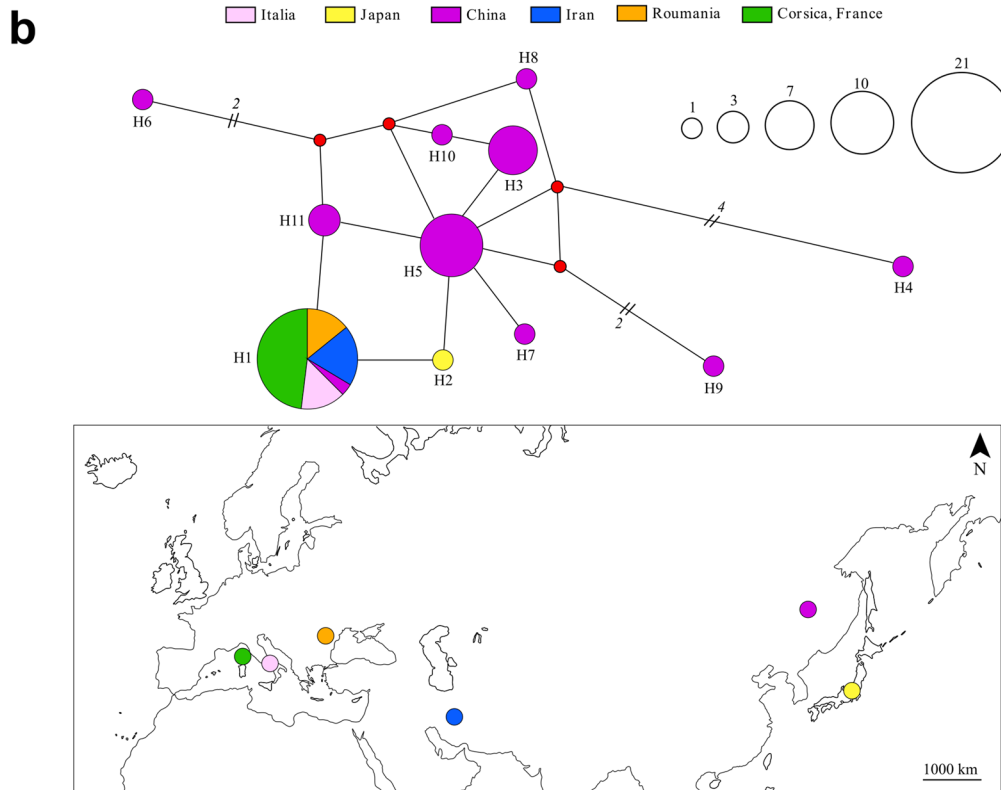 b
Italia Japan China Iran Roumania Corsica, France
H8
21
10
7
3
1
2
H6
H10
H3
H11
4
H5
H4
2
H7
H1
H2
H9
N
1000 km